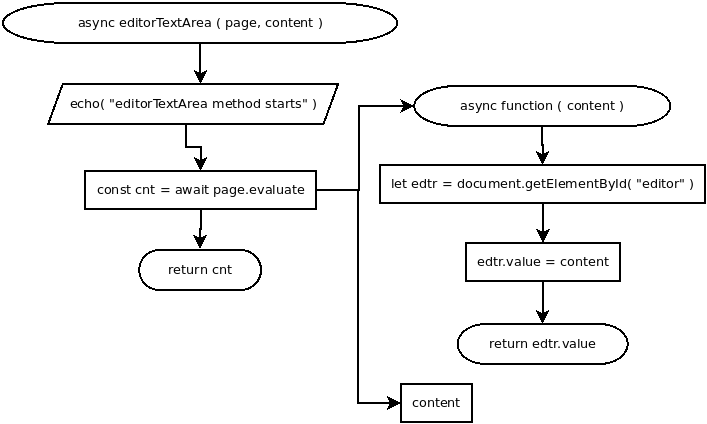 async editorTextArea ( page, content )
echo( "editorTextArea method starts" )
const cnt = await page.evaluate
return cnt
async function ( content )
let edtr = document.getElementById( "editor" )
edtr.value = content
return edtr.value
content